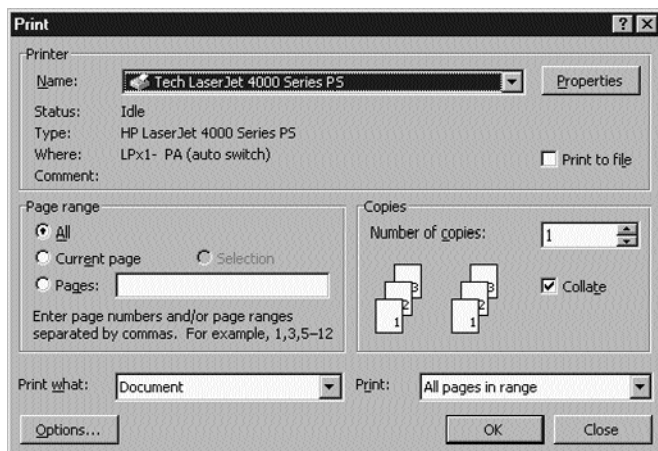 Print
Printer
Name: Tech LaserJet 4000 Series PS Properties
Status: Idle
Type: HP LaserJet 4000 Series PS
Where: LPx1- PA (auto switch) Print to file
Comment:
Page range
All
Current page Selection
Pages:
Enter page numbers and/or page ranges
separated by commas. For example, 1,3,5–12
Copies
Number of copies: 1
3 3
2 2
1 1
Collate
Print what: Document Print: All pages in range
Options... OK Close